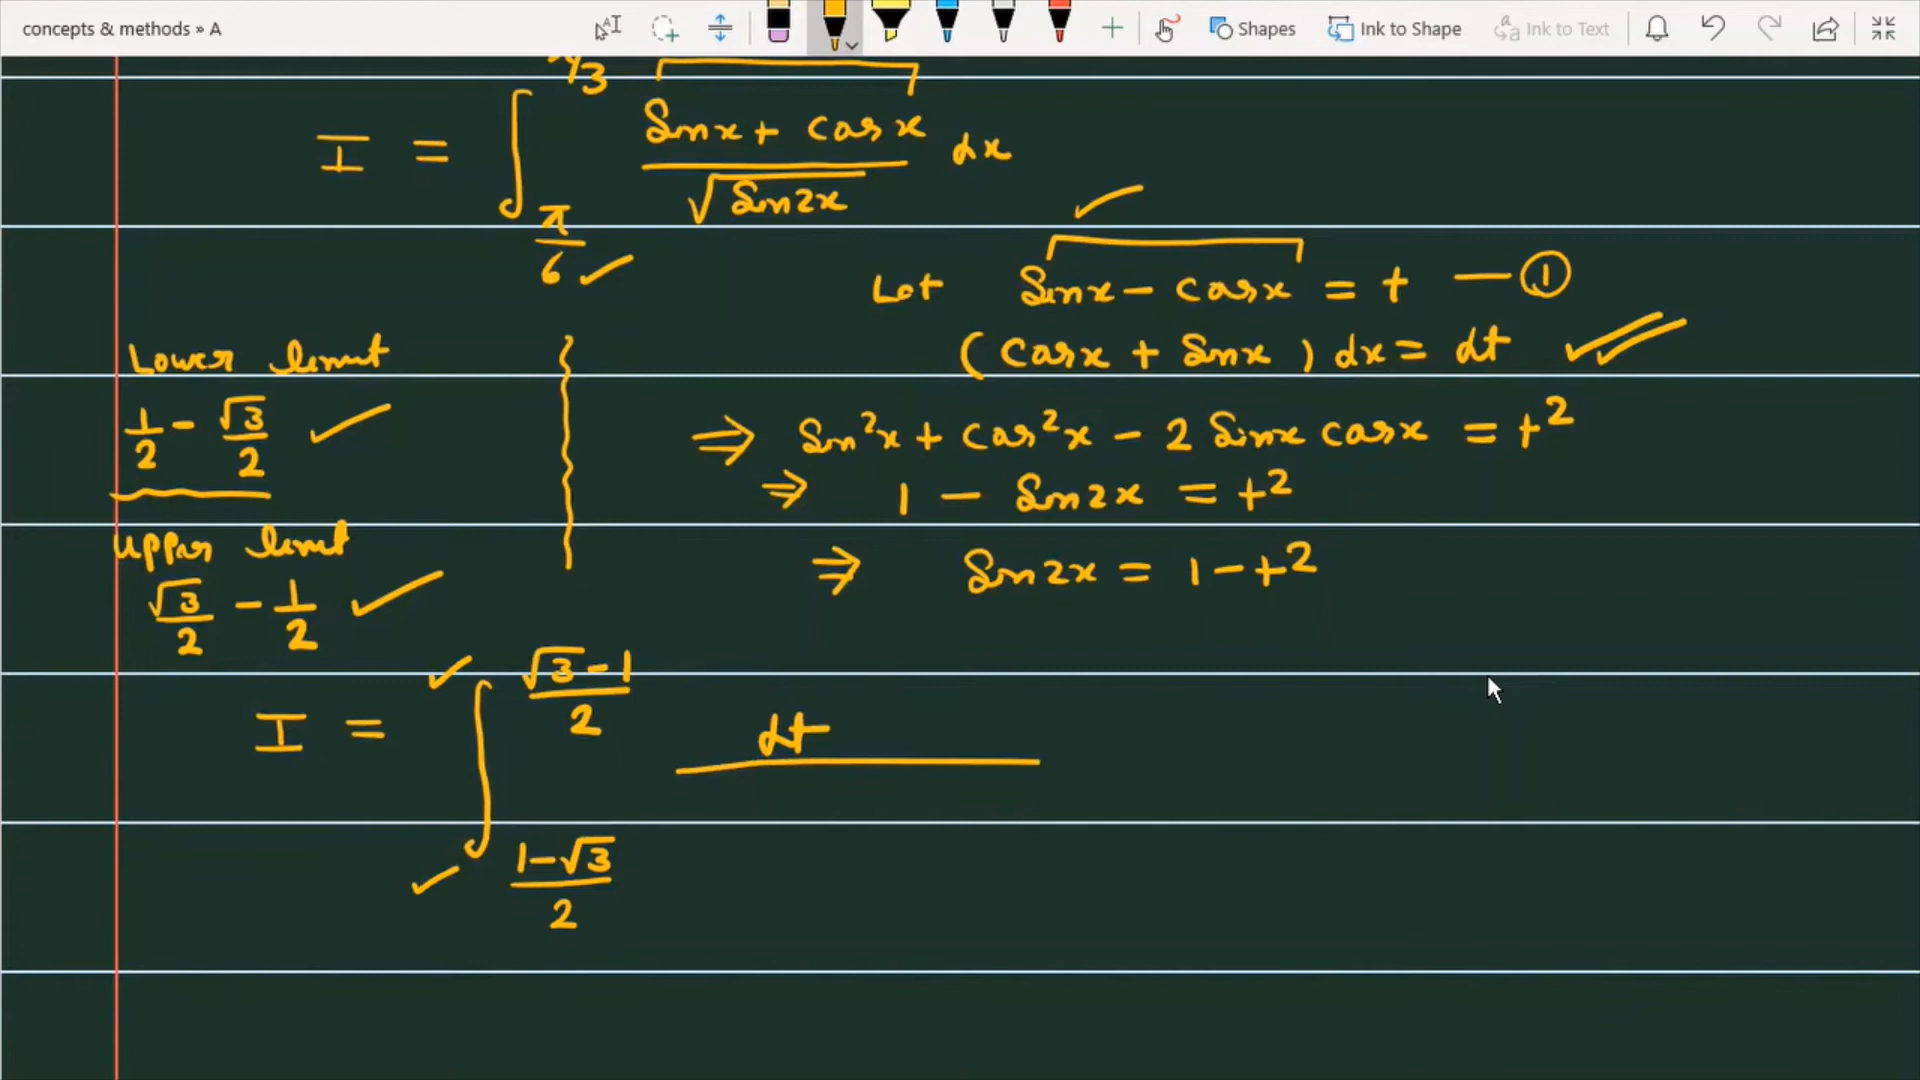 concepts & methods » A
Shapes
Ink to Shape
Ink to Text
I = ∫_{π/6}^{π/3} (Sinx + cosx) / √(Sin2x) dx
Let Sinx - cosx = t — ①
(cosx + Sinx) dx = dt
Lower limit
1/2 - √3/2
⇒ Sin²x + cos²x - 2 Sinx cosx = t²
⇒ 1 - Sin2x = t²
Upper limit
√3/2 - 1/2
⇒ Sin2x = 1 - t²
I = ∫_{(1-√3)/2}^{(√3-1)/2} dt